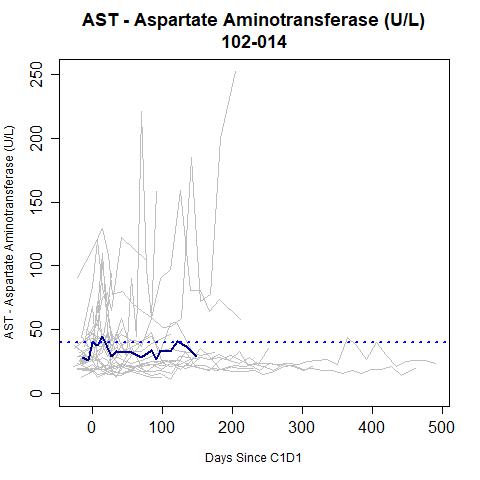 AST - Aspartate Aminotransferase (U/L)
102-014
AST - Aspartate Aminotransferase (U/L)
250
200
150
100
50
0
0 100 200 300 400 500
Days Since C1D1